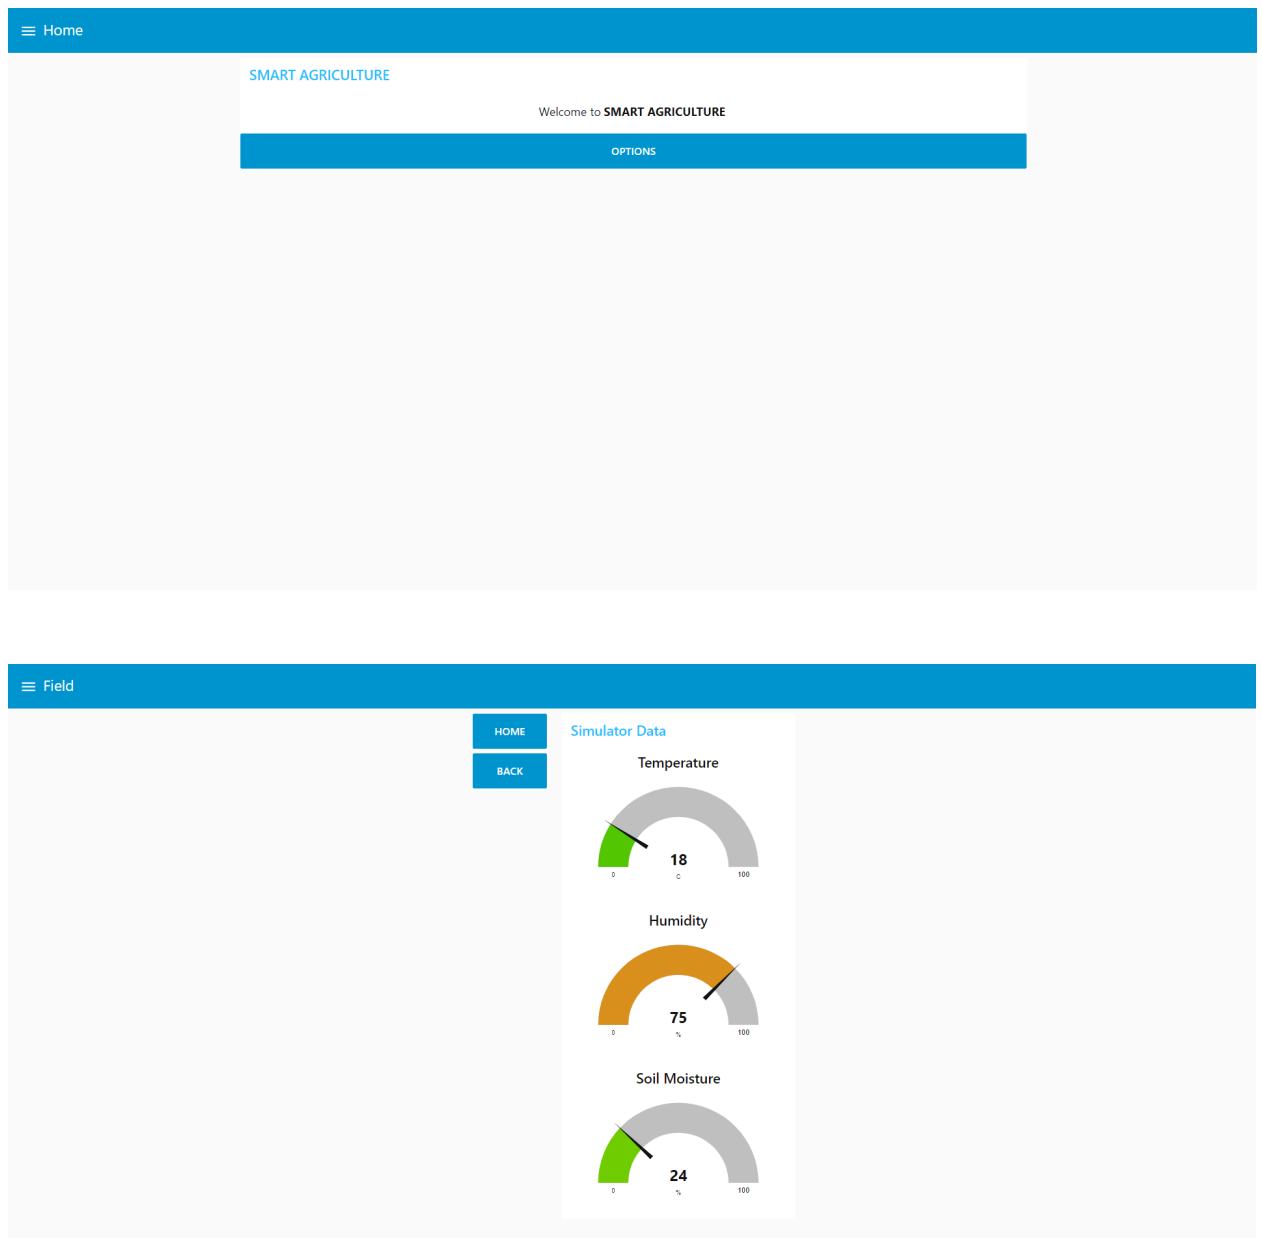 Home
SMART AGRICULTURE
Welcome to SMART AGRICULTURE
OPTIONS
Field
HOME
BACK
Simulator Data
Temperature
18
0
C
100
Humidity
75
0
%
100
Soil Moisture
24
0
%
100